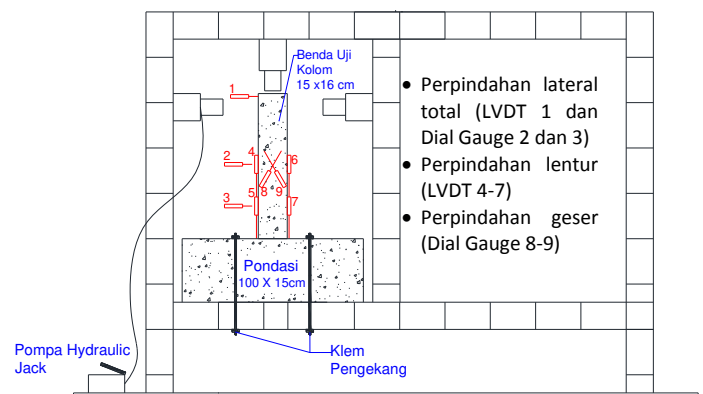 Benda Uji
Kolom
15 x16 cm
1
2
3
4
5
6
7
8
9
• Perpindahan lateral
total (LVDT 1 dan
Dial Gauge 2 dan 3)
• Perpindahan lentur
(LVDT 4-7)
• Perpindahan geser
(Dial Gauge 8-9)
Pondasi
100 X 15cm
Pompa Hydraulic
Jack
Klem
Pengekang